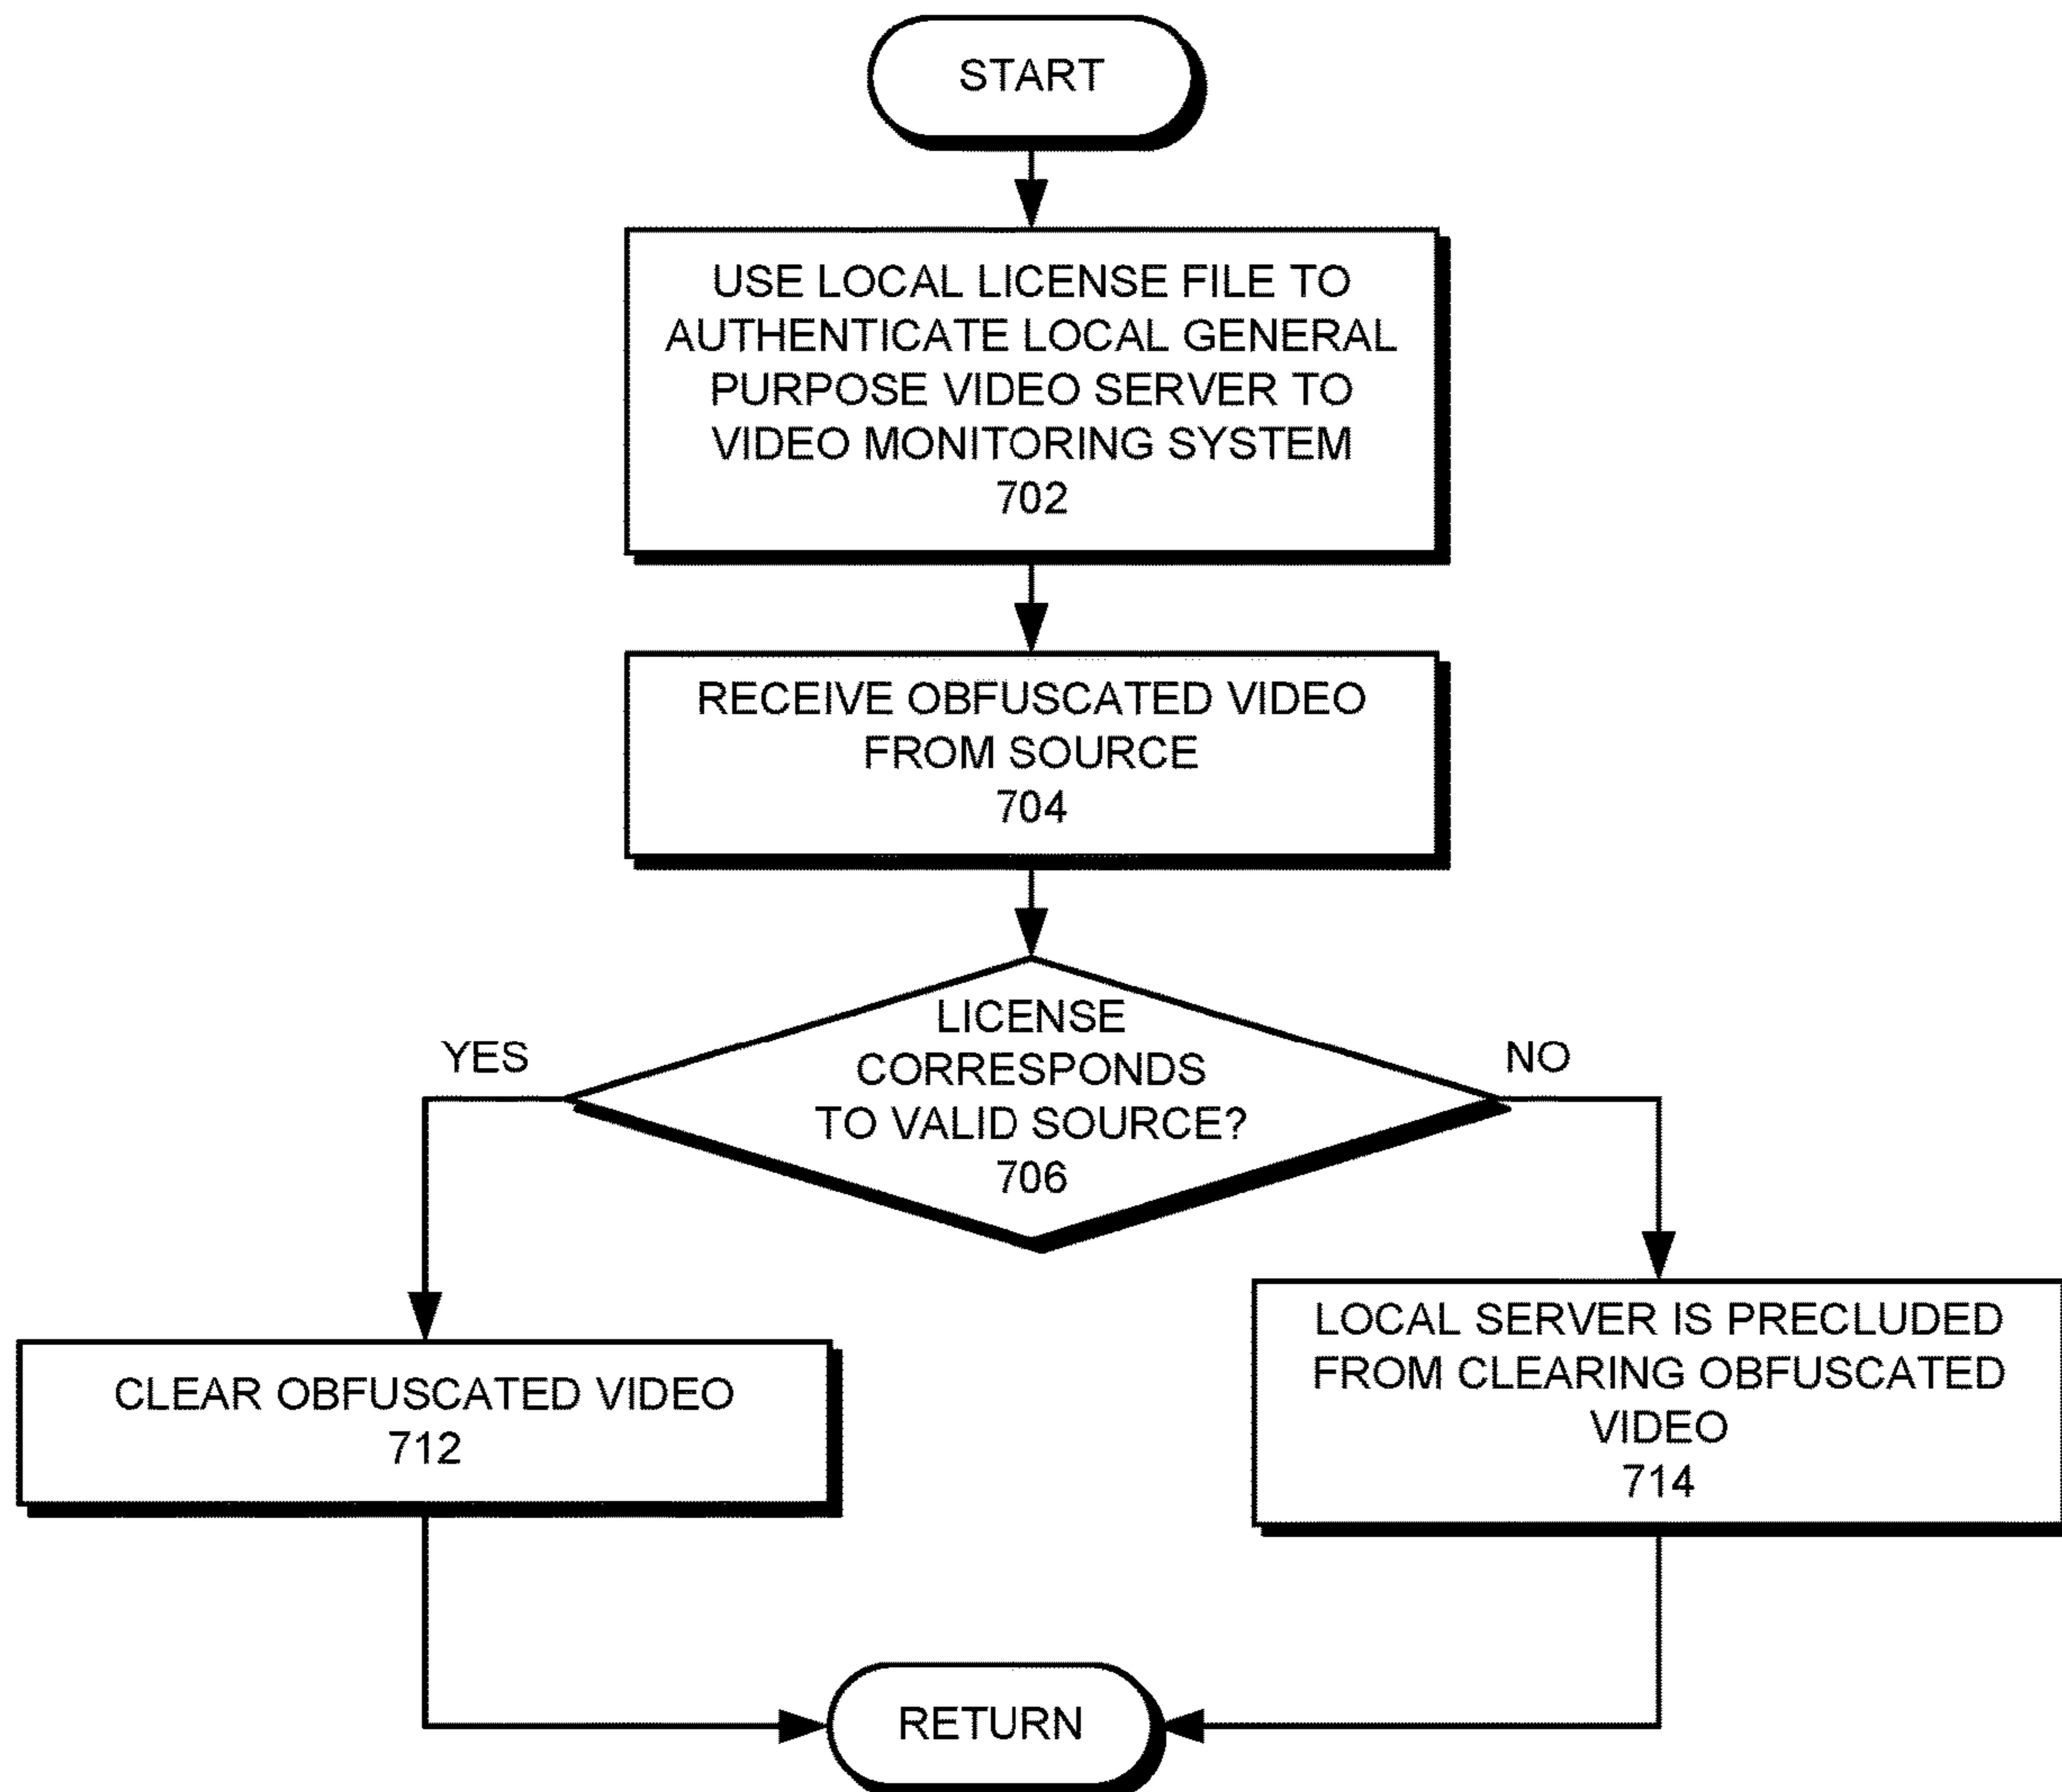 START
USE LOCAL LICENSE FILE TO
AUTHENTICATE LOCAL GENERAL
PURPOSE VIDEO SERVER TO
VIDEO MONITORING SYSTEM
702
RECEIVE OBFUSCATED VIDEO
FROM SOURCE
704
LICENSE
CORRESPONDS
TO VALID SOURCE?
706
YES
NO
CLEAR OBFUSCATED VIDEO
712
LOCAL SERVER IS PRECLUDED
FROM CLEARING OBFUSCATED
VIDEO
714
RETURN